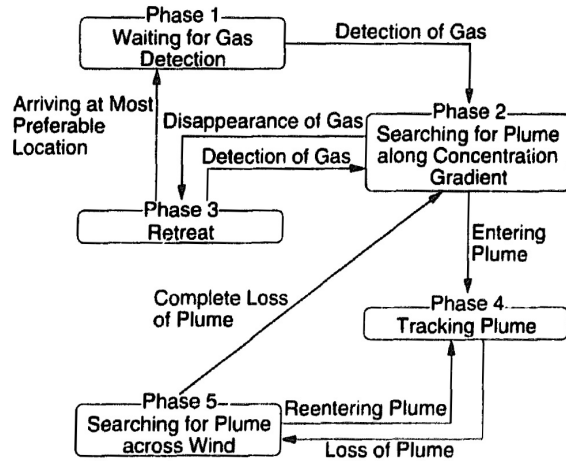 Phase 1
Waiting for Gas
Detection
Detection of Gas
Arriving at Most
Preferable
Location
Disappearance of Gas
Detection of Gas
Phase 2
Searching for Plume
along Concentration
Gradient
Phase 3
Retreat
Entering
Plume
Complete Loss
of Plume
Phase 4
Tracking Plume
Phase 5
Searching for Plume
across Wind
Reentering Plume
Loss of Plume